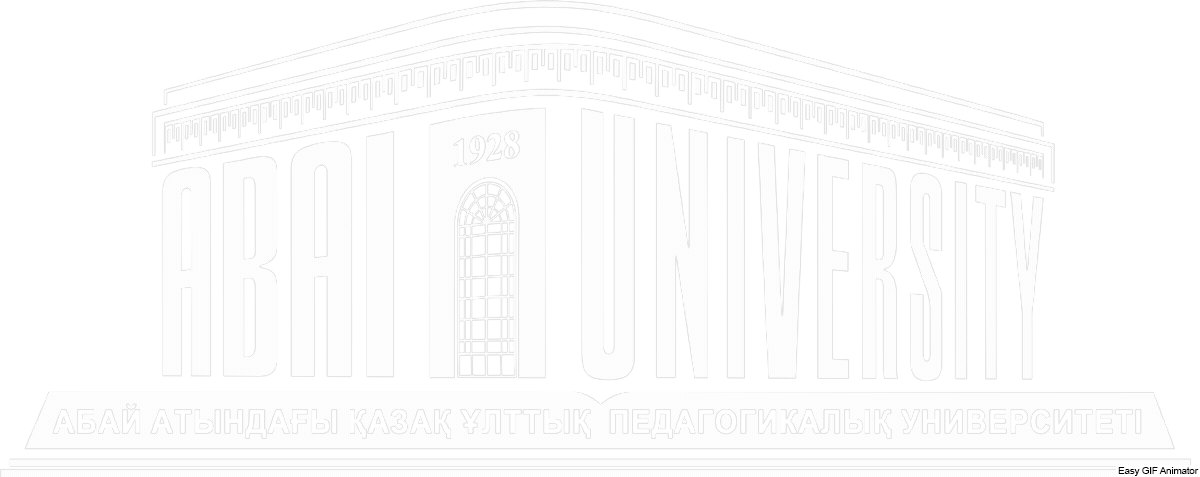 1928
ABAI UNIVERSITY
АБАЙ АТЫНДАҒЫ ҚАЗАҚ ҰЛТТЫҚ ПЕДАГОГИКАЛЫҚ УНИВЕРСИТЕТІ
Easy GIF Animator